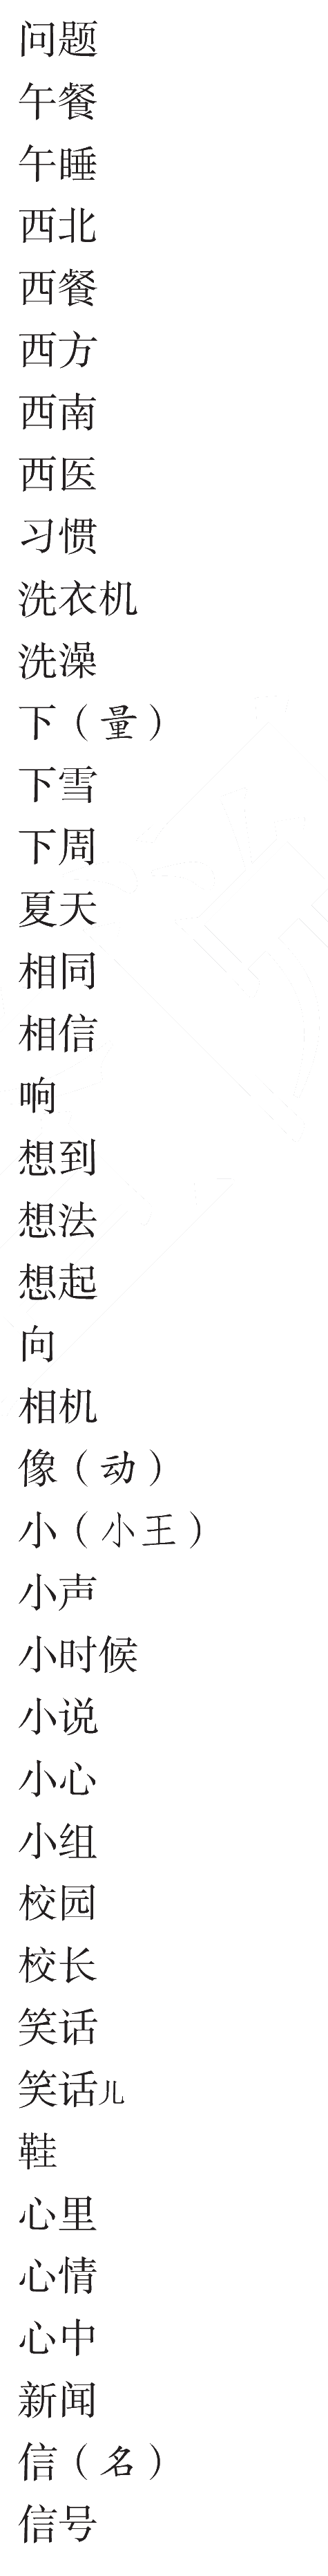 问题
午餐
午睡
西北
西餐
西方
西南
西医
习惯
洗衣机
洗澡
下（量）
下雪
下周
夏天
相同
相信
响
想到
想法
想起
向
相机
像（动）
小（小王）
小声
小时候
小说
小心
小组
校园
校长
笑话
笑话儿
鞋
心里
心情
心中
新闻
信（名）
信号